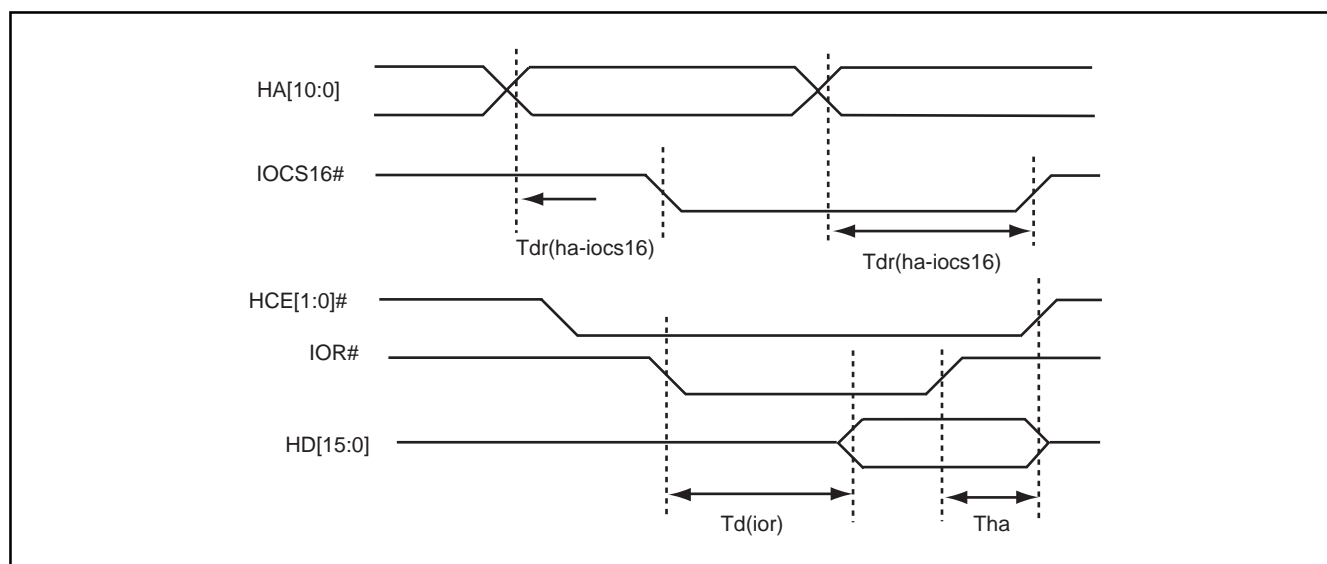 HA[10:0]
IOCS16#
Tdr(ha-iocs16)
Tdr(ha-iocs16)
HCE[1:0]#
IOR#
HD[15:0]
Td(ior)
Tha